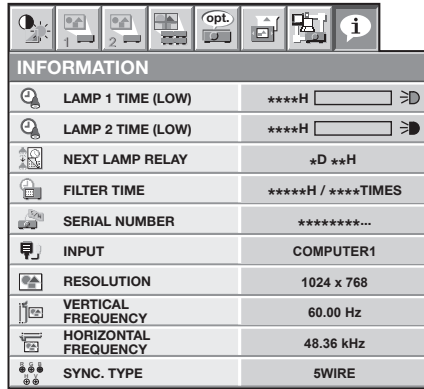 opt.
1
2
i
INFORMATION
LAMP 1 TIME (LOW) ****H
LAMP 2 TIME (LOW) ****H
NEXT LAMP RELAY *D **H
FILTER TIME *****H / ****TIMES
SERIAL NUMBER ********...
INPUT COMPUTER1
RESOLUTION 1024 x 768
VERTICAL
FREQUENCY 60.00 Hz
HORIZONTAL
FREQUENCY 48.36 kHz
R G B
H V
SYNC. TYPE 5WIRE